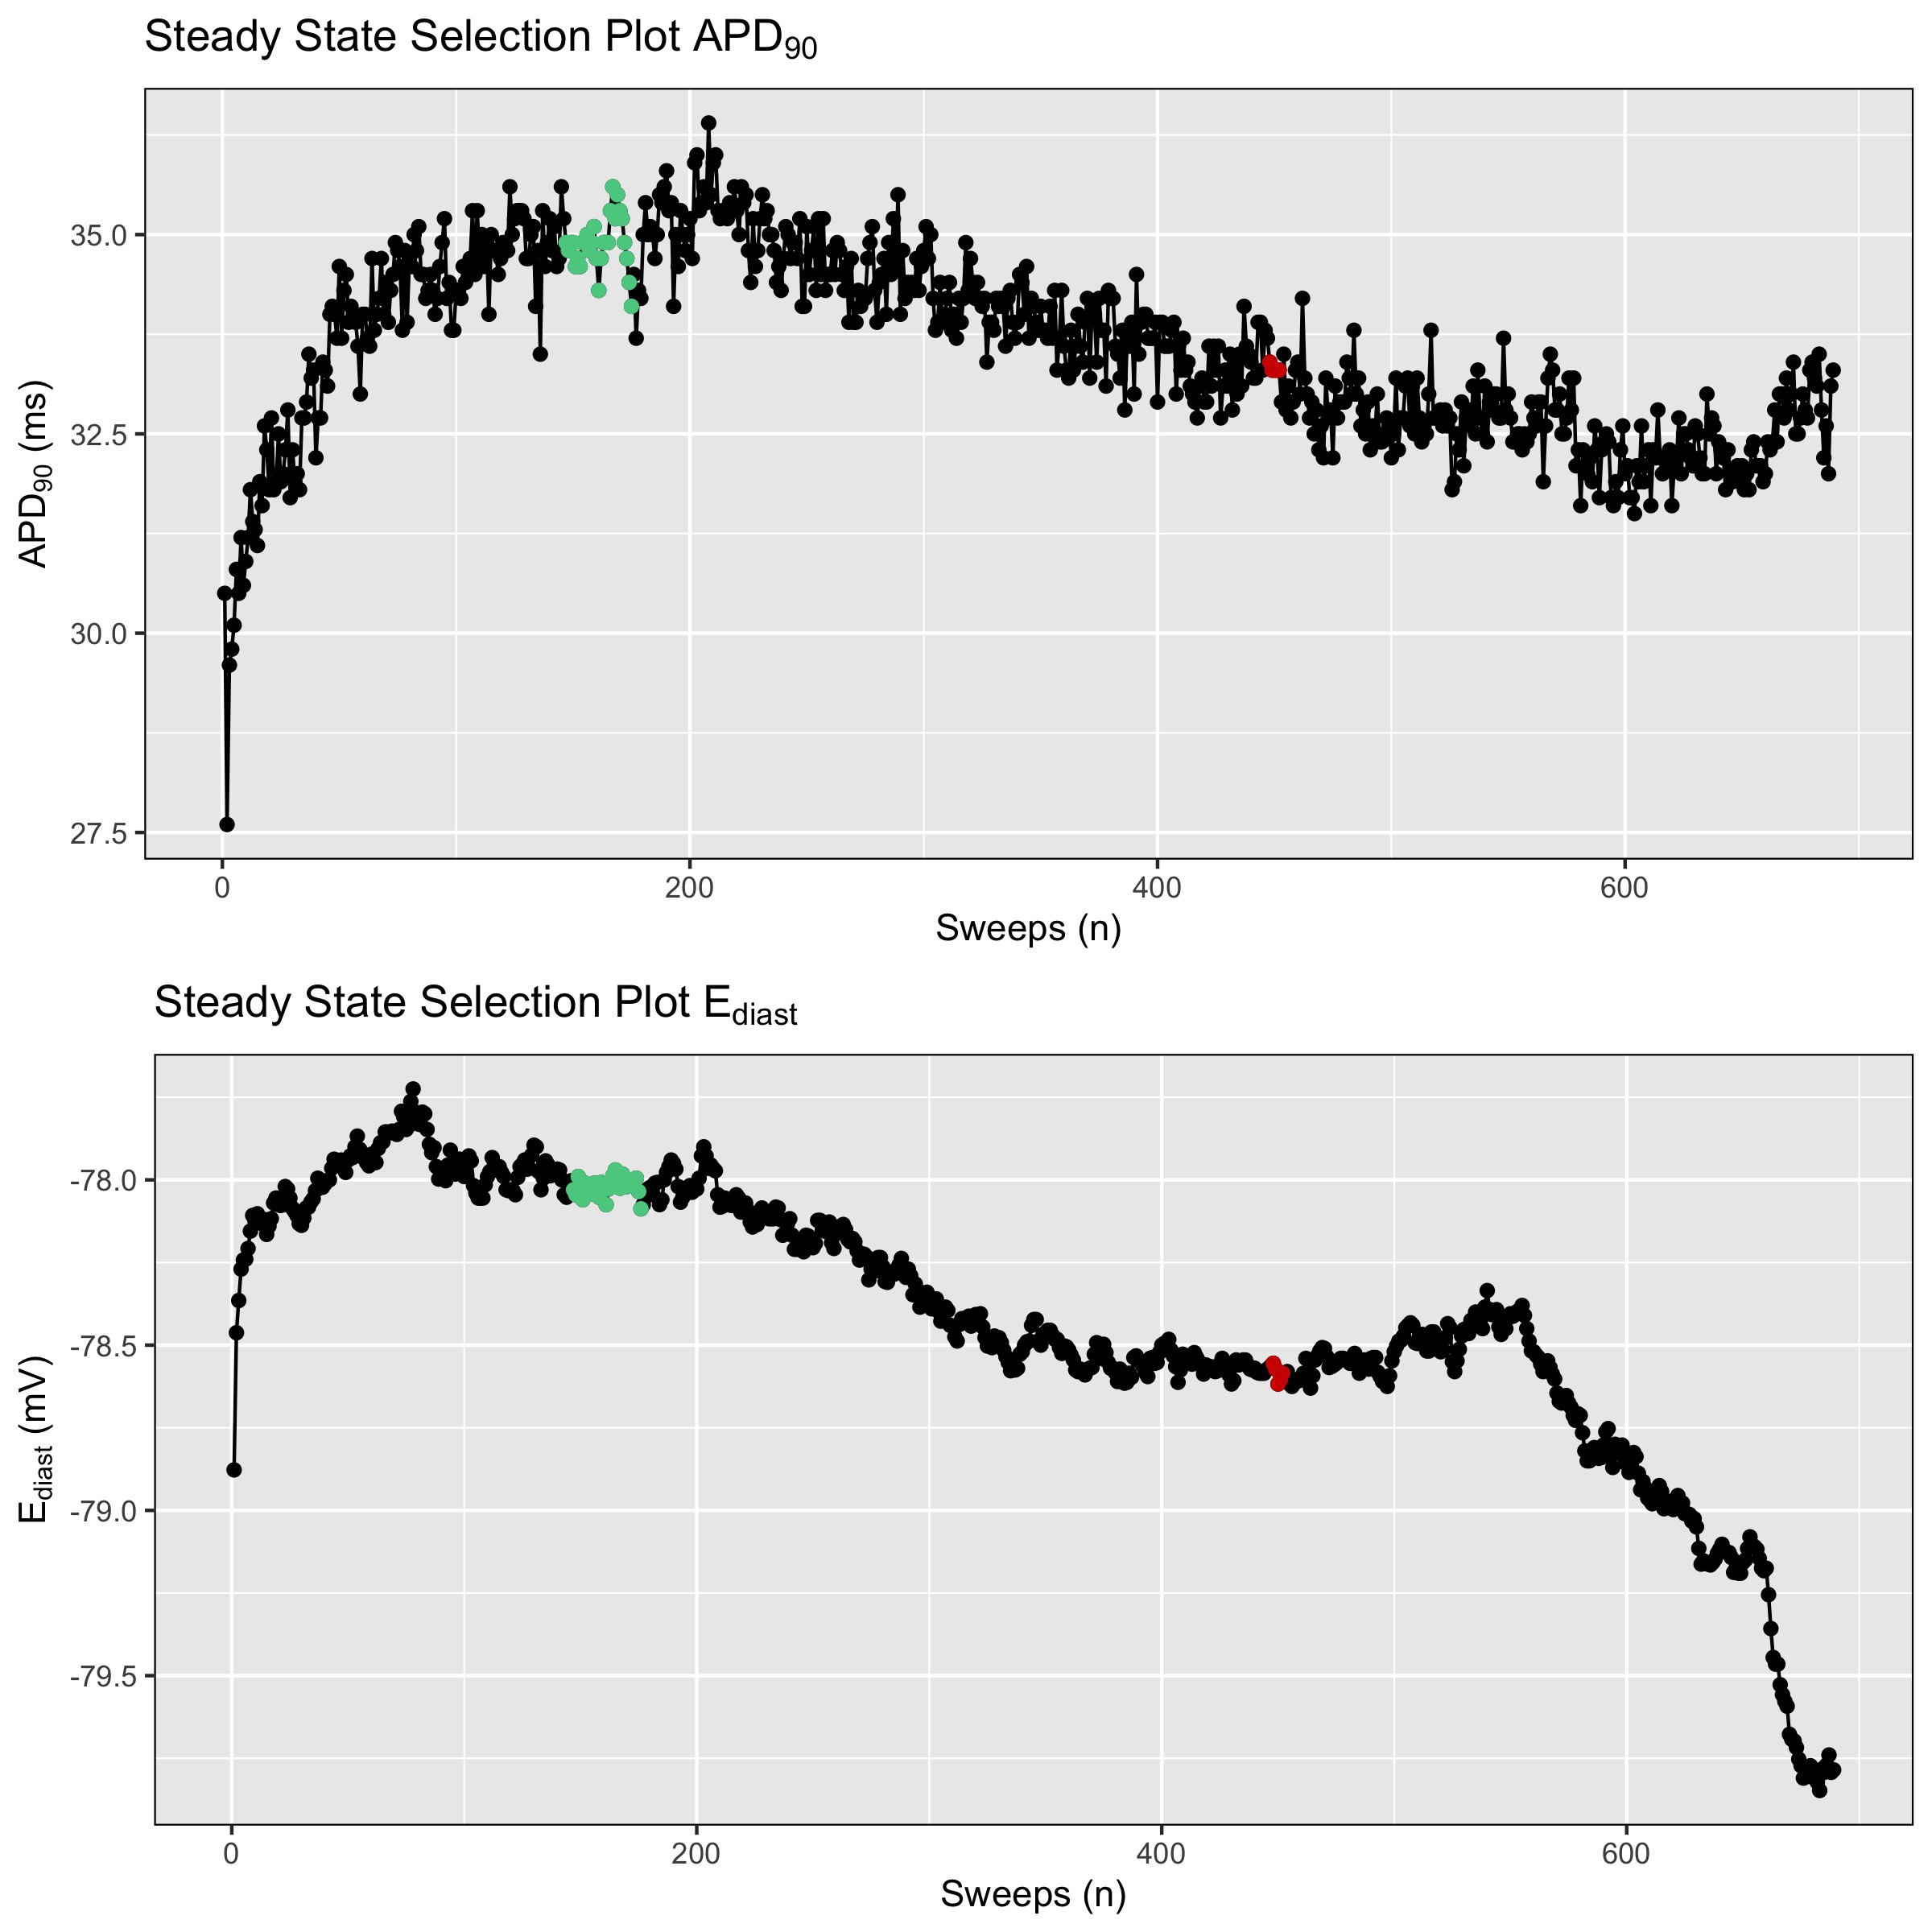 Steady State Selection Plot APD90
35.0
32.5
30.0
27.5
APD90 (ms)
0 200 400 600
Sweeps (n)
Steady State Selection Plot Ediast
-78.0
-78.5
-79.0
-79.5
Ediast (mV)
0 200 400 600
Sweeps (n)